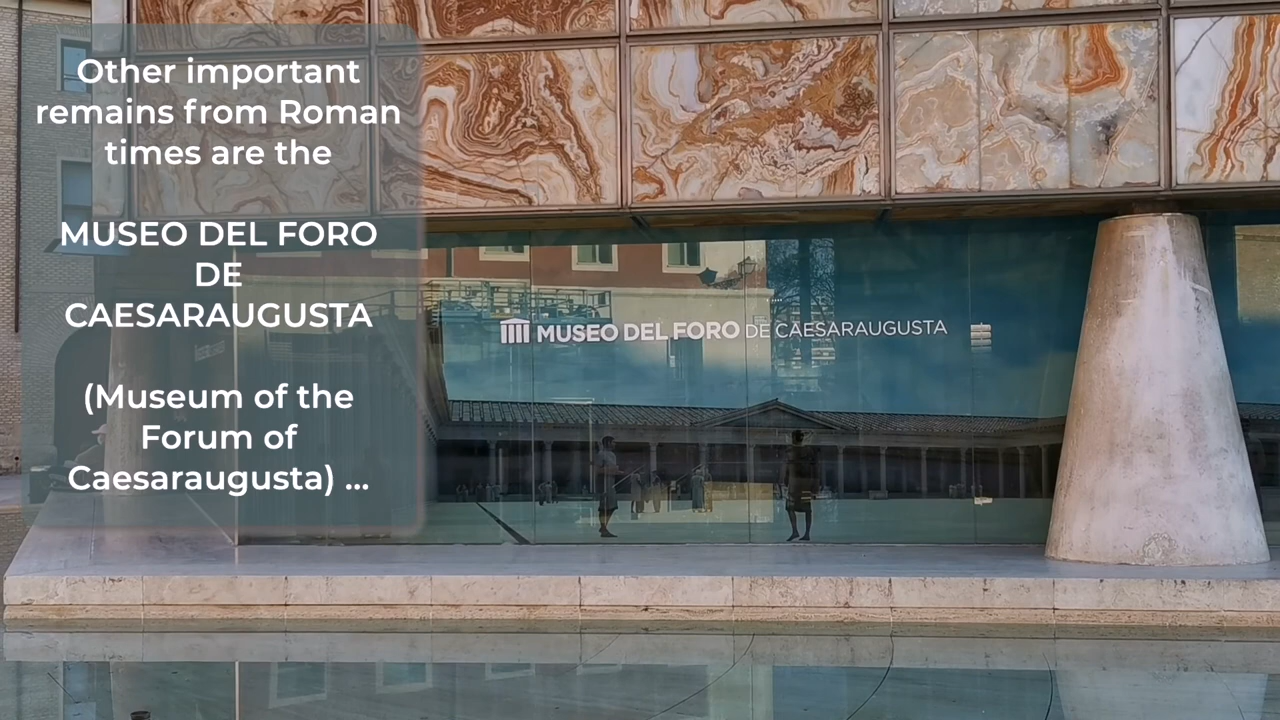 Other important
remains from Roman
times are the
MUSEO DEL FORO
DE
CAESARAUGUSTA
(Museum of the
Forum of
Caesaraugusta) ...
MUSEO DEL FORO DE CAESARAUGUSTA